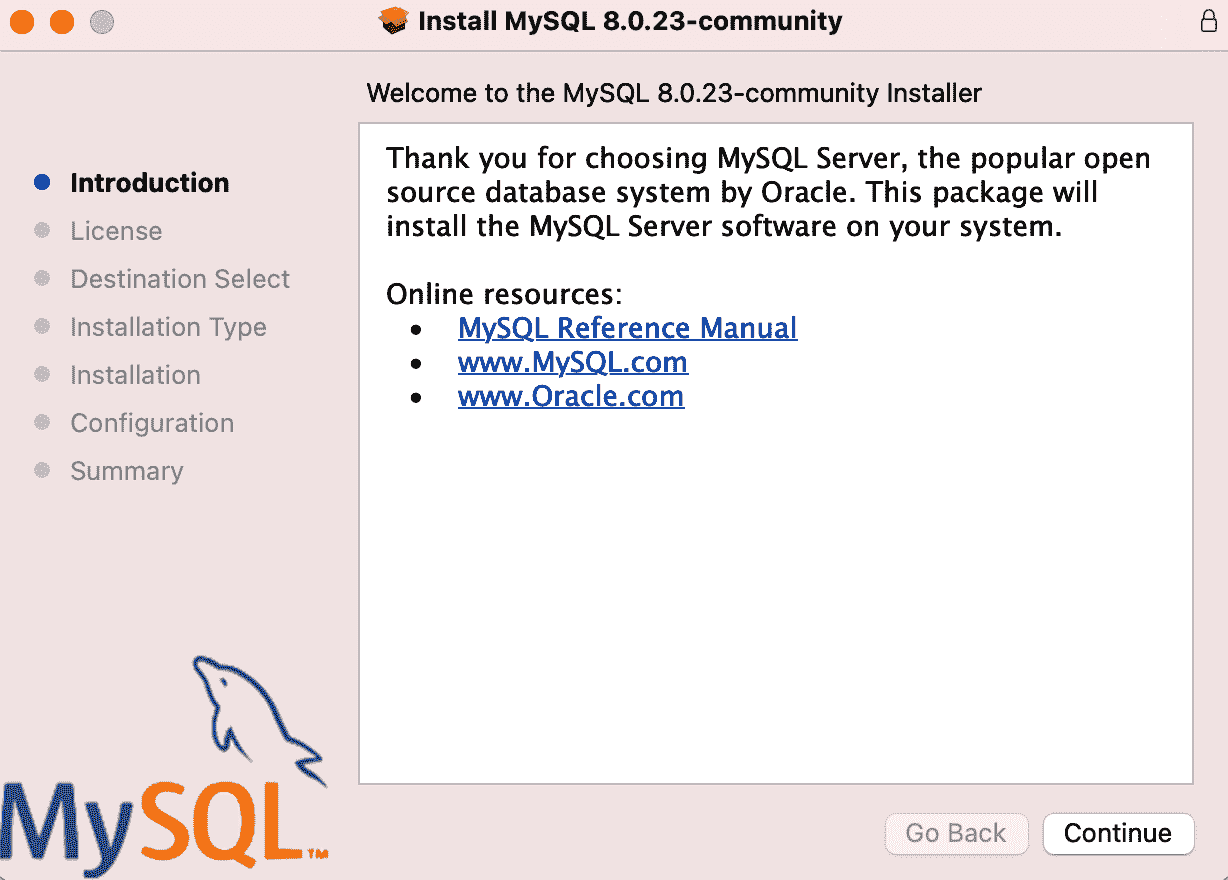 Install MySQL 8.0.23-community
Welcome to the MySQL 8.0.23-community Installer
Introduction
License
Destination Select
Installation Type
Installation
Configuration
Summary
Thank you for choosing MySQL Server, the popular open
source database system by Oracle. This package will
install the MySQL Server software on your system.
Online resources:
• MySQL Reference Manual
• www.MySQL.com
• www.Oracle.com
MySQL™
Go Back
Continue